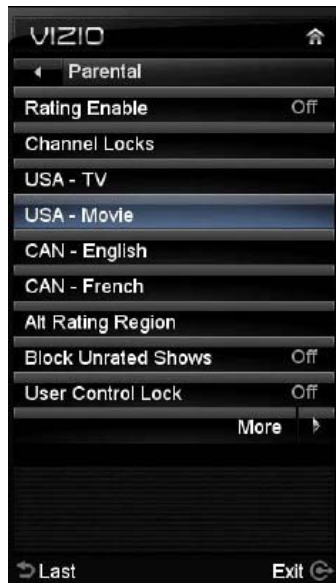 VIZIO
Parental
Rating Enable Off
Channel Locks
USA - TV
USA - Movie
CAN - English
CAN - French
Alt Rating Region
Block Unrated Shows Off
User Control Lock Off
More
Last Exit